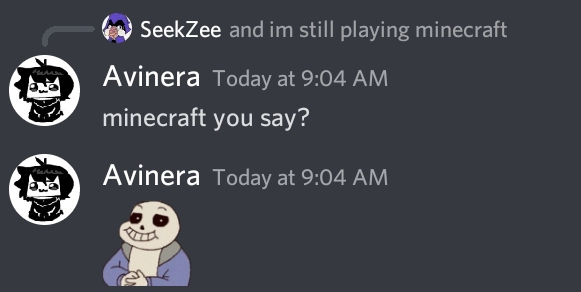 SeekZee and im still playing minecraft
Avinera Today at 9:04 AM
minecraft you say?
Avinera Today at 9:04 AM